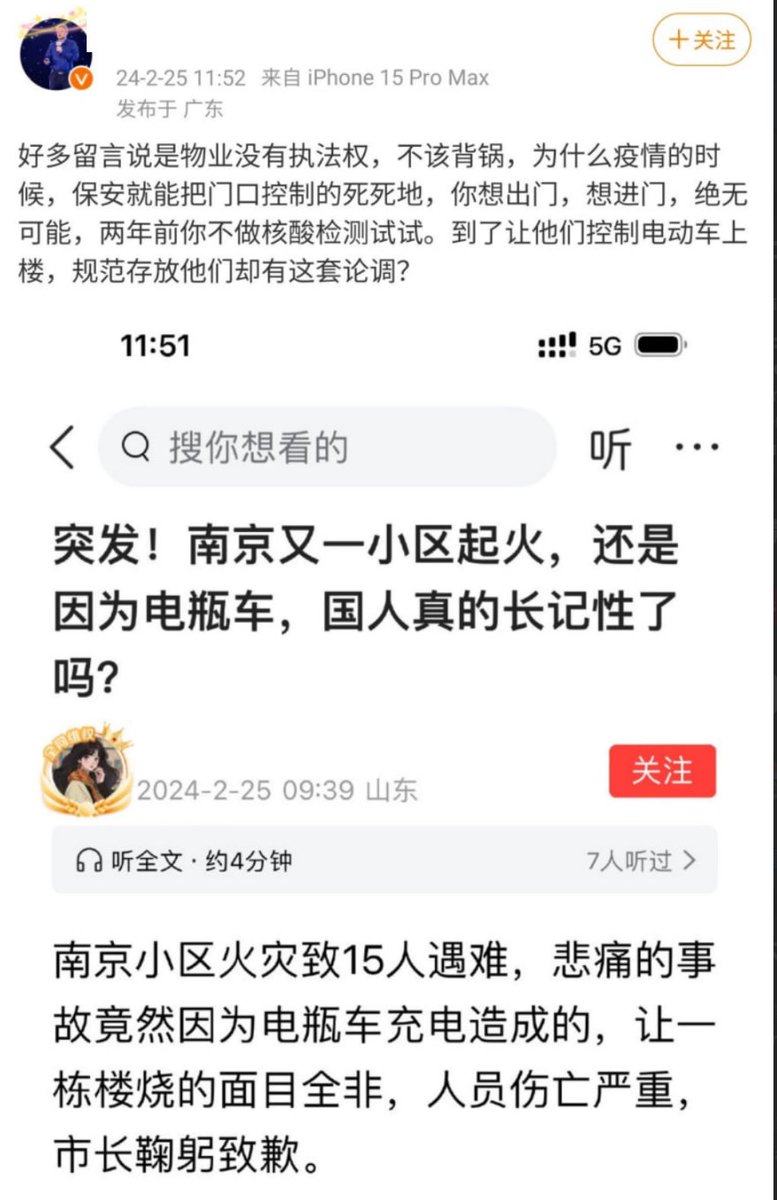 +关注
24-2-25 11:52 来自 iPhone 15 Pro Max
发布于 广东
好多留言说是物业没有执法权，不该背锅，为什么疫情的时
候，保安就能把门口控制的死死地，你想出门，想进门，绝无
可能，两年前你不做核酸检测试试。到了让他们控制电动车上
楼，规范存放他们却有这套论调？
11:51 5G
搜你想看的 听 ···
突发！南京又一小区起火，还是
因为电瓶车，国人真的长记性了
吗？
2024-2-25 09:39 山东
关注
听全文·约4分钟 7人听过 >
南京小区火灾致15人遇难，悲痛的事
故竟然因为电瓶车充电造成的，让一
栋楼烧的面目全非，人员伤亡严重，
市长鞠躬致歉。